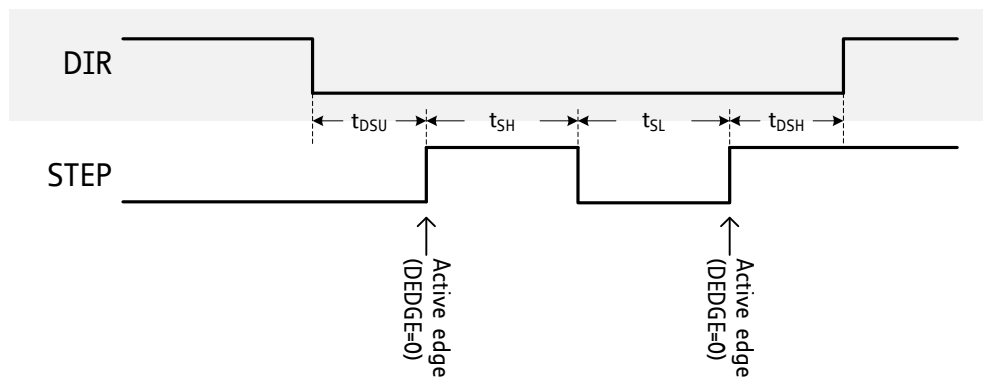 DIR
tDSU tSH tSL tDSH
STEP
Active edge
(DEDGE=0)
Active edge
(DEDGE=0)